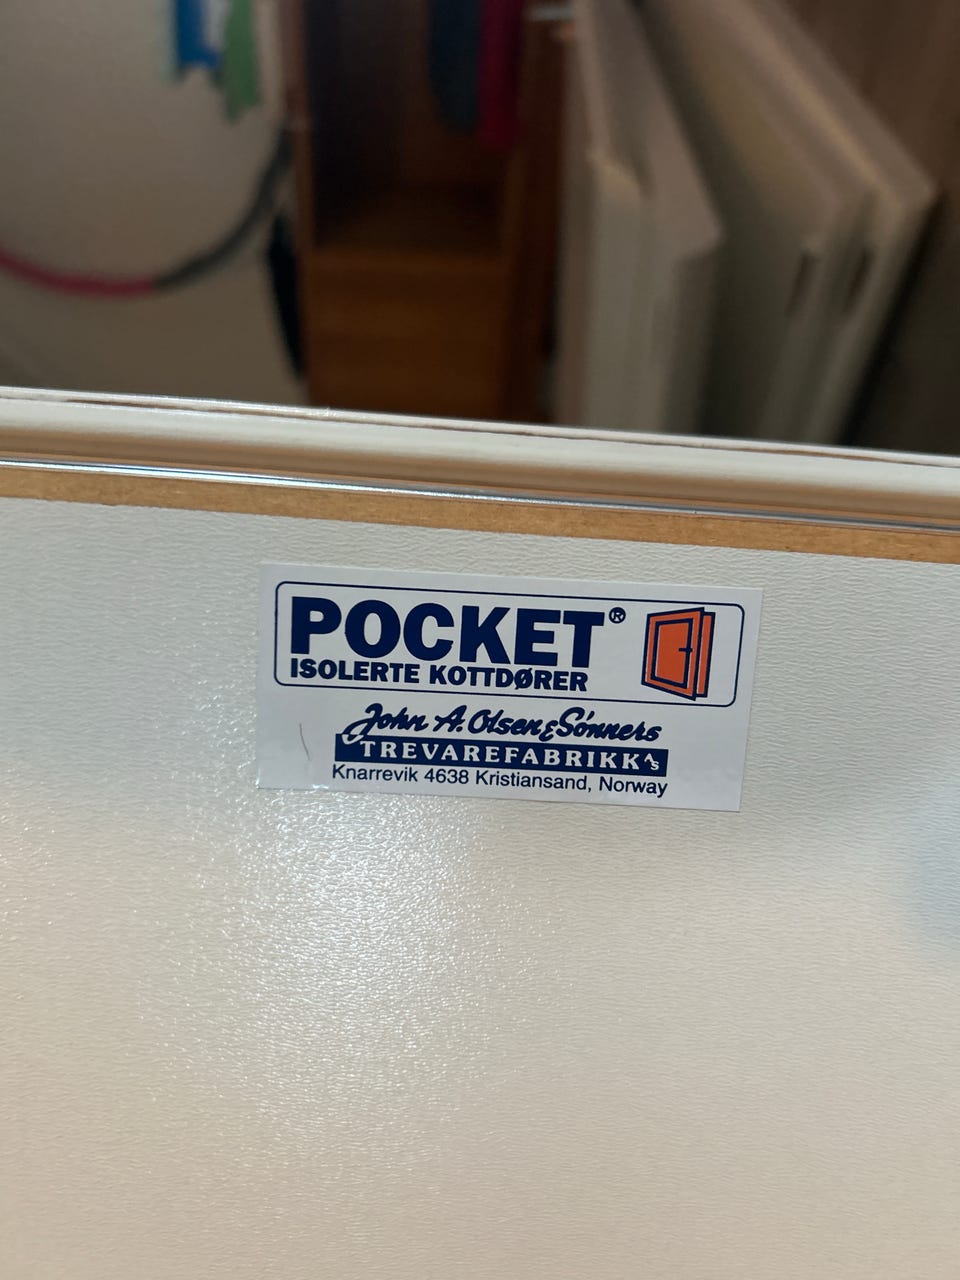 POCKET®
ISOLERTE KOTTDØRER
John A. Olsen & Sønners
TREVAREFABRIKK A/S
Knarrevik 4638 Kristiansand, Norway